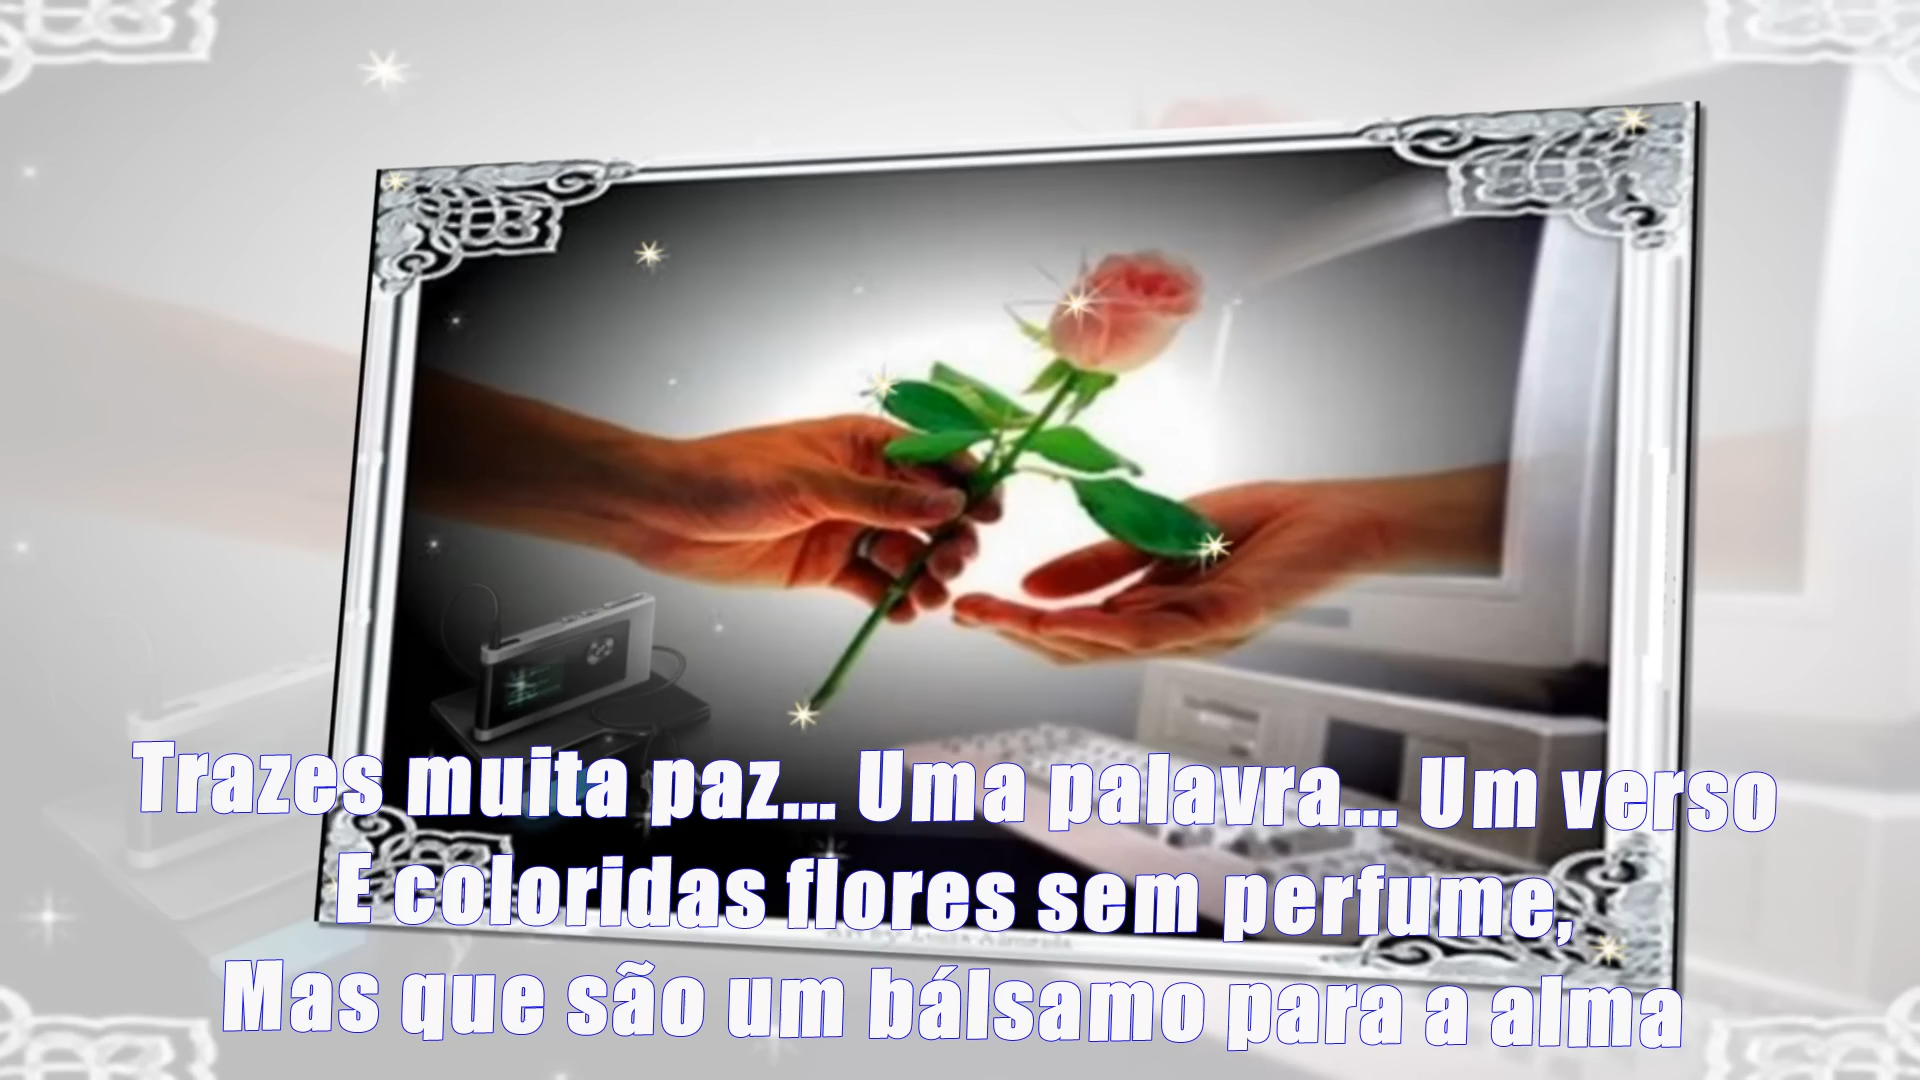 Trazes muita paz... Uma palavra... Um verso
E coloridas flores sem perfume,
Mas que são um bálsamo para a alma